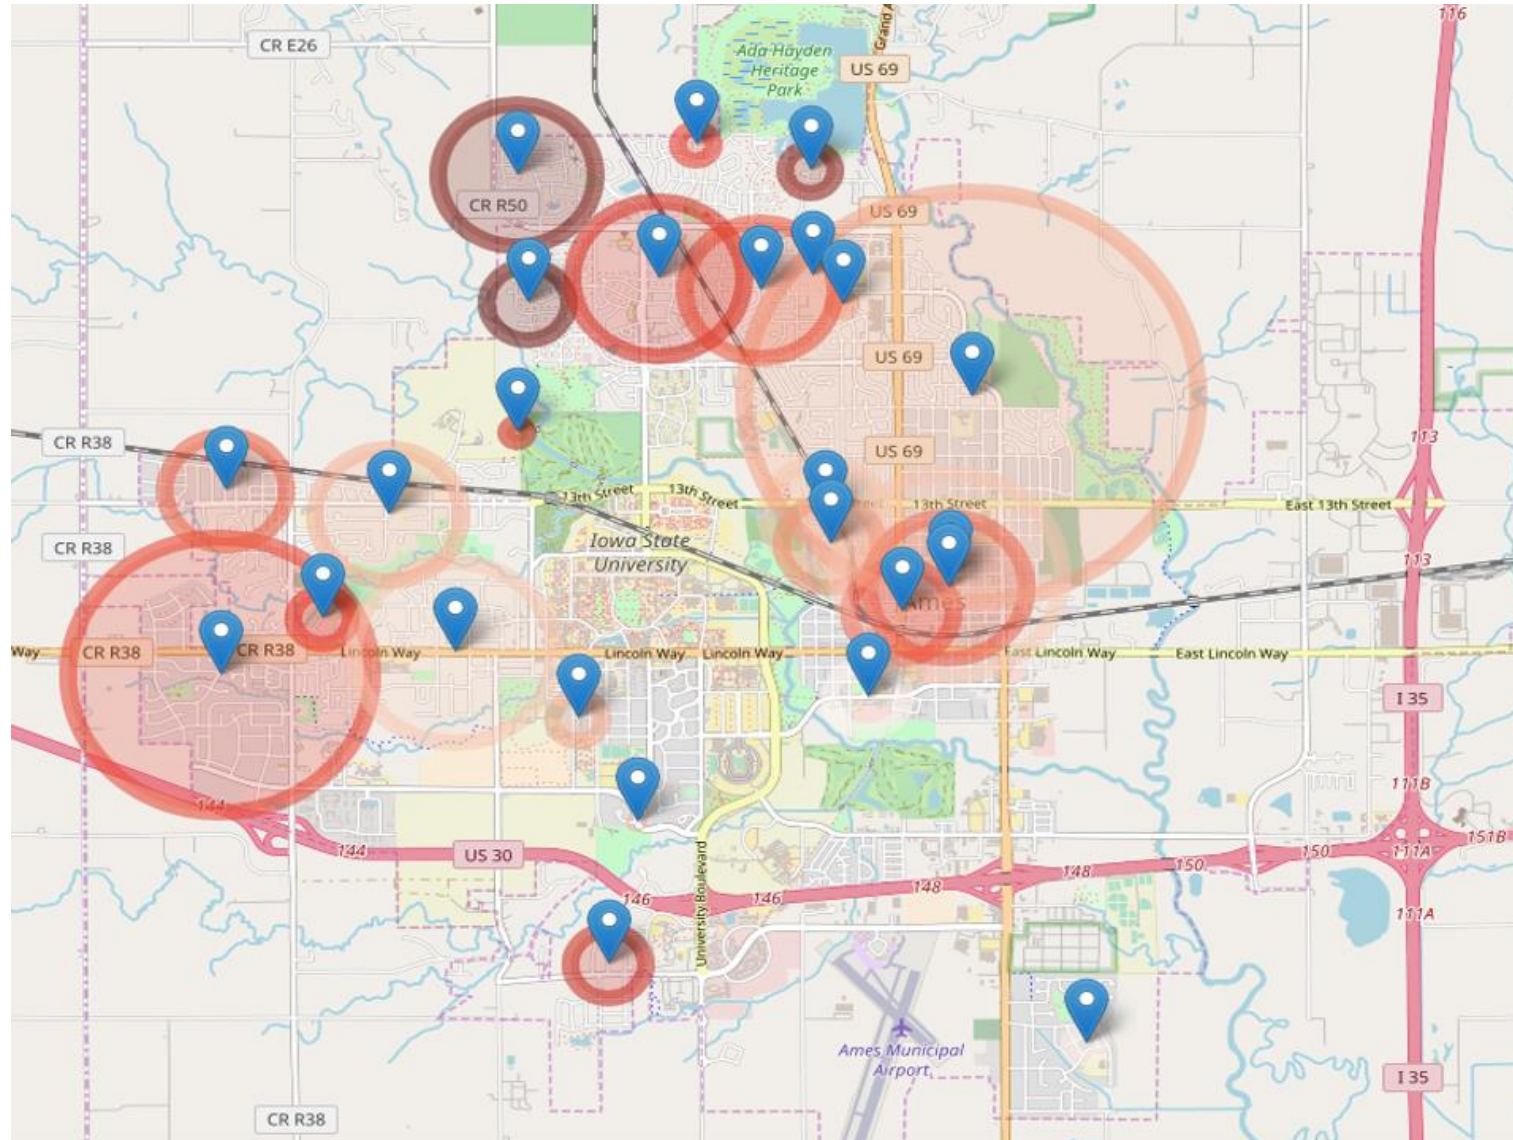 116
CR E26
Grand A
Ada Hayden
Heritage
Park
US 69
CR R50
US 69
US 69
CR R38
113
US 69
13th Street
13th Street
13th Street
East 13th Street
Iowa State
University
CR R38
113
Ames
Way
CR R38
CR R38
Lincoln Way
Lincoln Way
Lincoln Way
East Lincoln Way
East Lincoln Way
I 35
111B
144
144
US 30
146
146
148
148
150
150
111A
151B
University Boulevard
111A
Ames Municipal
Airport
I 35
CR R38